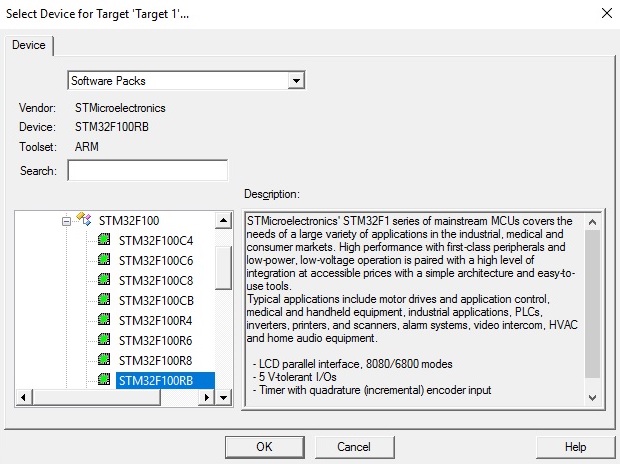 Select Device for Target 'Target 1'...
Device
Software Packs
Vendor: STMicroelectronics
Device: STM32F100RB
Toolset: ARM
Search:
Description:
STM32F100
STM32F100C4
STM32F100C6
STM32F100C8
STM32F100CB
STM32F100R4
STM32F100R6
STM32F100R8
STM32F100RB
STMicroelectronics' STM32F1 series of mainstream MCUs covers the
needs of a large variety of applications in the industrial, medical and
consumer markets. High performance with first-class peripherals and
low-power, low-voltage operation is paired with a high level of
integration at accessible prices with a simple architecture and easy-to-
use tools.
Typical applications include motor drives and application control,
medical and handheld equipment, industrial applications, PLCs,
inverters, printers, and scanners, alarm systems, video intercom, HVAC
and home audio equipment.
- LCD parallel interface, 8080/6800 modes
- 5 V-tolerant I/Os
- Timer with quadrature (incremental) encoder input
OK
Cancel
Help